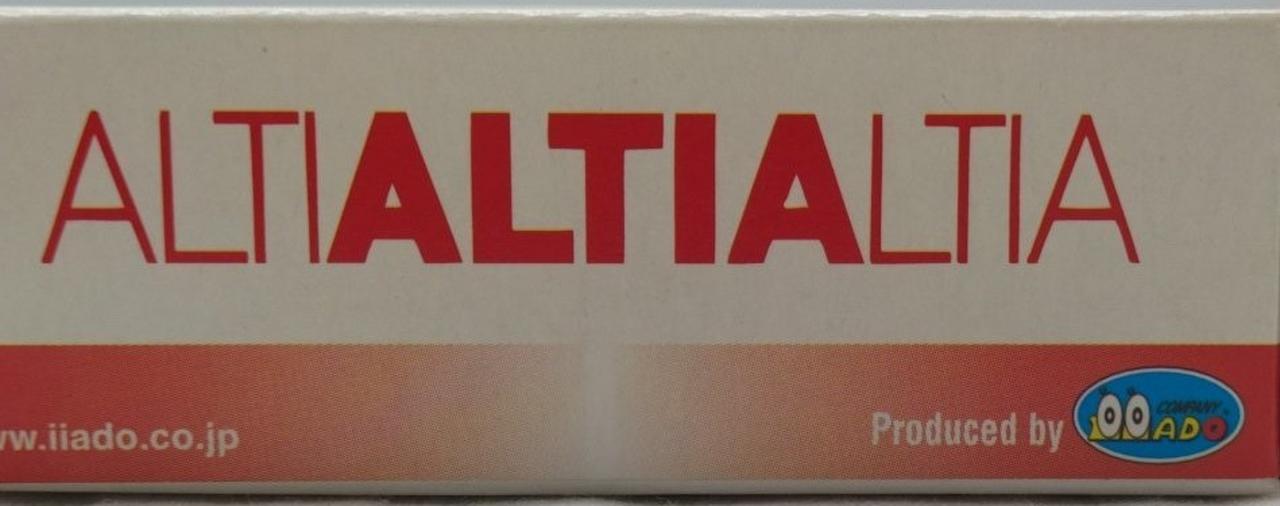 ALTIALTIALTIA
ww.iiado.co.jp
Produced by
COMPANY
ADO